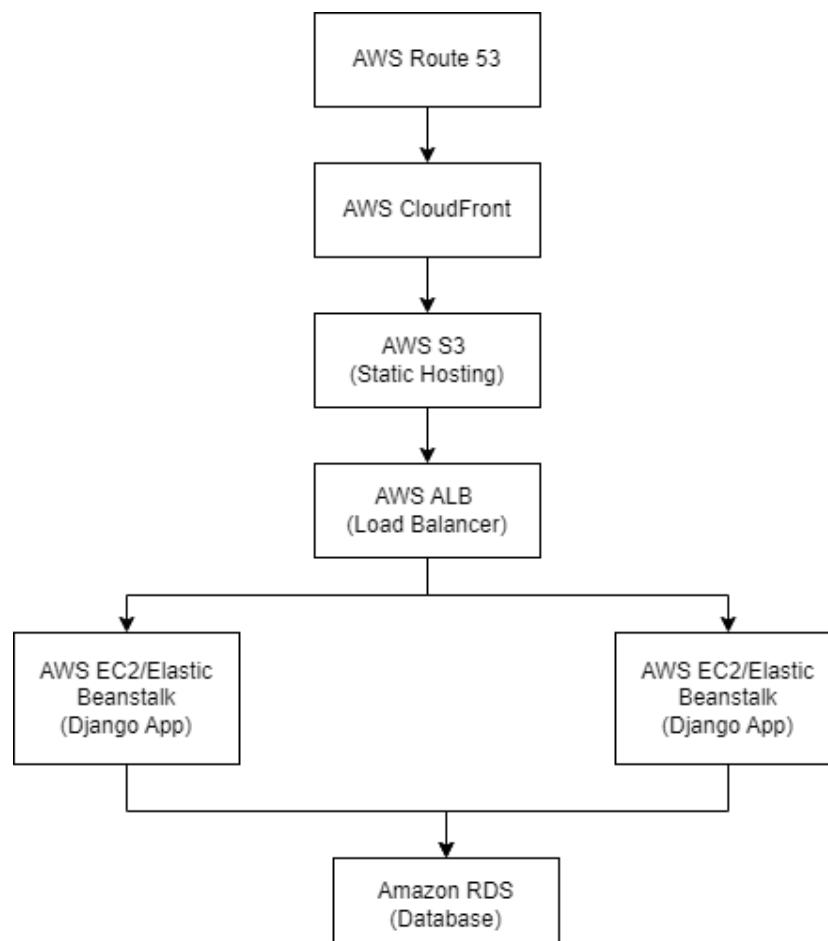 AWS Route 53
AWS CloudFront
AWS S3
(Static Hosting)
AWS ALB
(Load Balancer)
AWS EC2/Elastic
Beanstalk
(Django App)
AWS EC2/Elastic
Beanstalk
(Django App)
Amazon RDS
(Database)